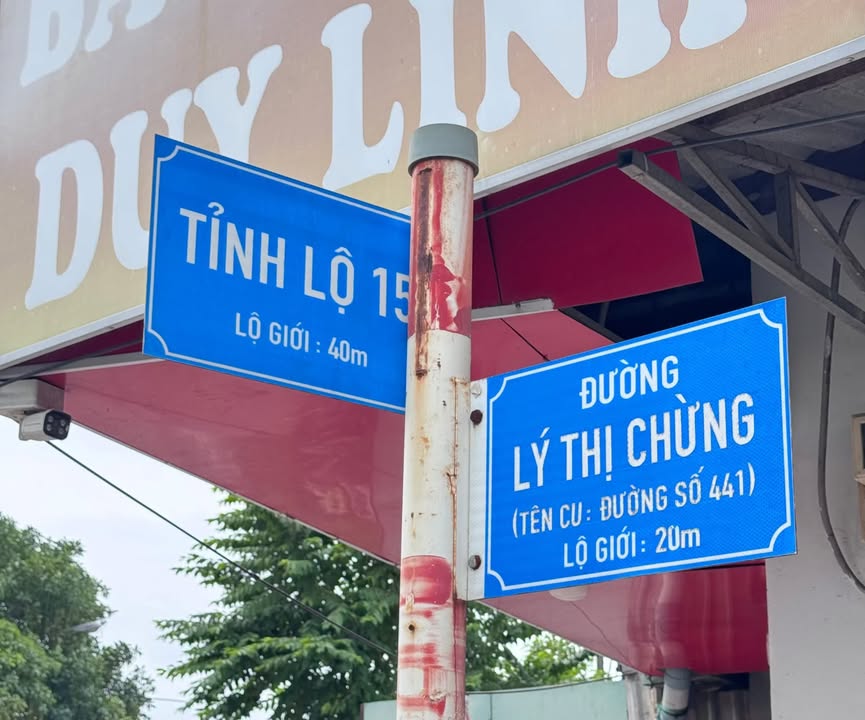 DUY LINH
TỈNH LỘ 15
LỘ GIỚI : 40m
ĐƯỜNG
LÝ THỊ CHỪNG
(TÊN CU: ĐƯỜNG SỐ 441)
LỘ GIỚI : 20m